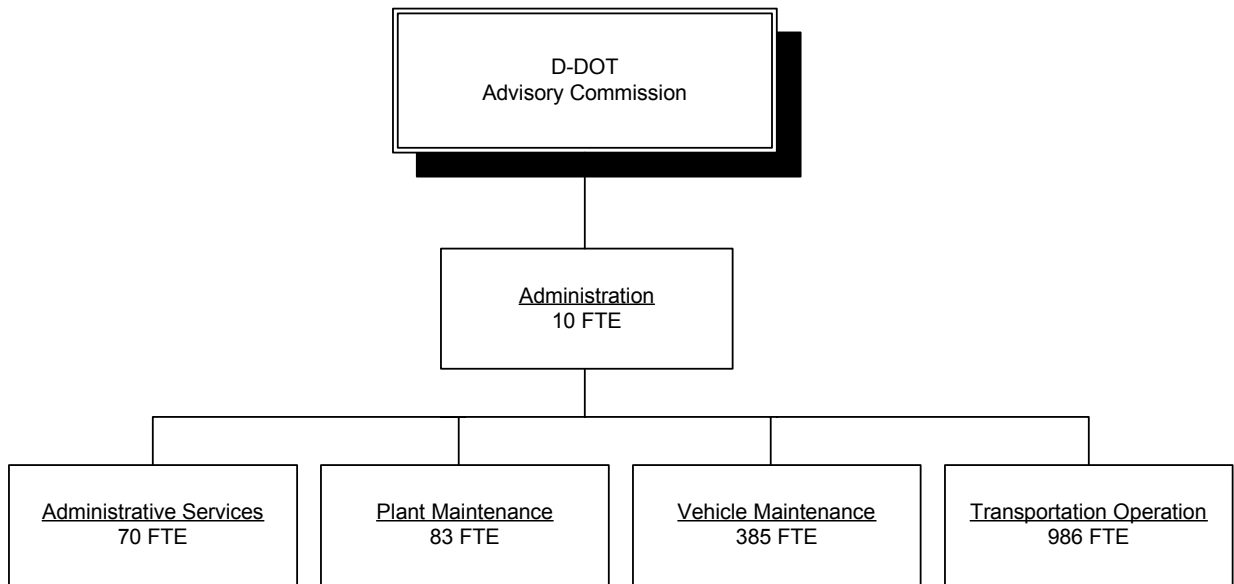 D-DOT
Advisory Commission
Administration
10 FTE
Administrative Services
70 FTE
Plant Maintenance
83 FTE
Vehicle Maintenance
385 FTE
Transportation Operation
986 FTE